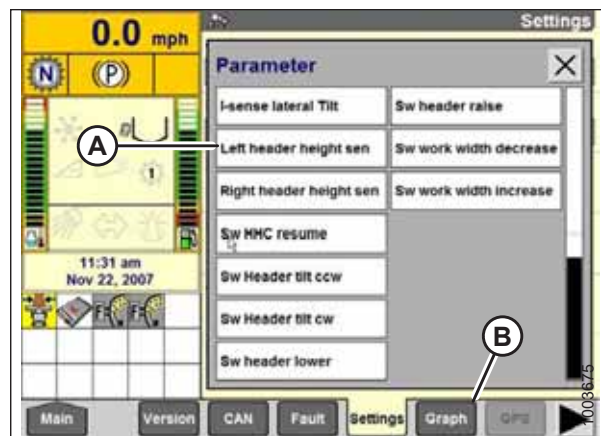 0.0 mph
Settings
N
(P)
Parameter
I-sense lateral Tilt
Sw header raise
A
Left header height sen
Sw work width decrease
1
Right header height sen
Sw work width increase
Sw HHC resume
11:31 am
Nov 22, 2007
Sw Header tilt ccw
Sw Header tilt cw
B
Sw header lower
Main
Version
CAN
Fault
Settings
Graph
GPS
1003675